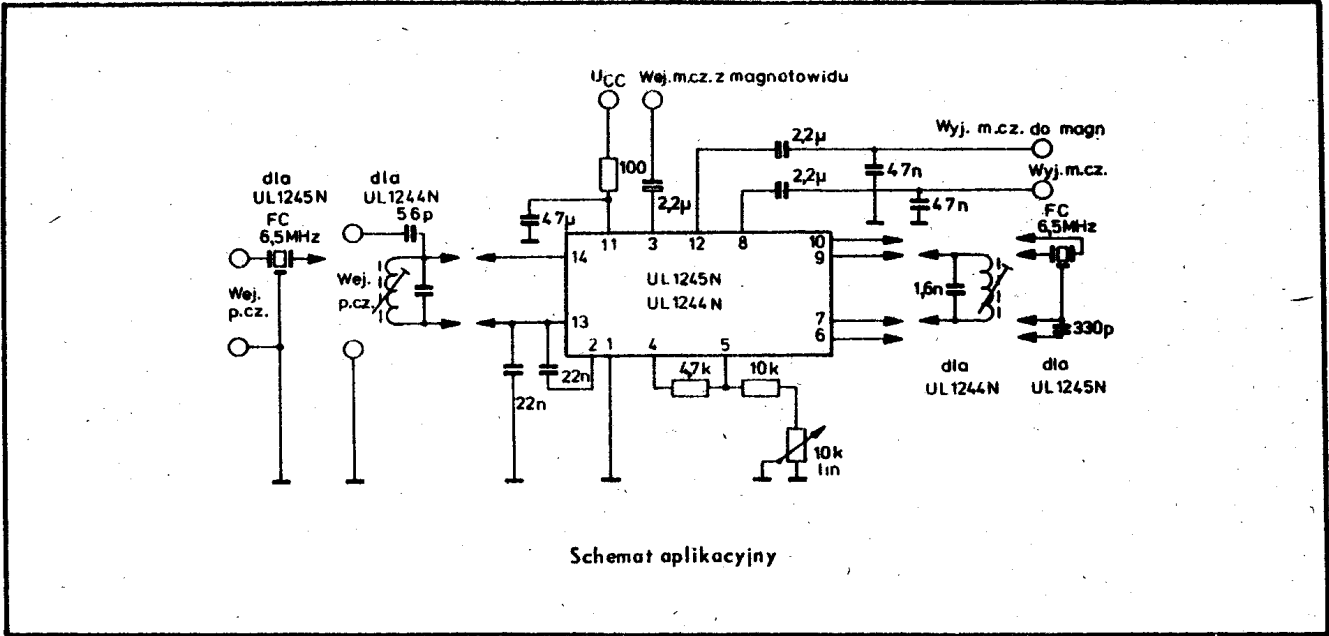 UCC Wej.m.cz. z magnetowidu
Wyj. m.cz. do magn
2,2µ
47n
2,2µ
Wyj.m.cz.
47n
100
2,2µ
47µ
dla
UL1245N
FC
6,5MHz
Wej.
p.cz.
dla
UL1244N
56p
Wej.
p.cz.
11 3 12 8
14
13
2 1 4 5
10
9
7
6
UL1245N
UL1244N
22n
22n
4,7k
10k
10k
lin
1,6n
dla
UL1244N
FC
6,5MHz
330p
dla
UL1245N
Schemat aplikacyjny